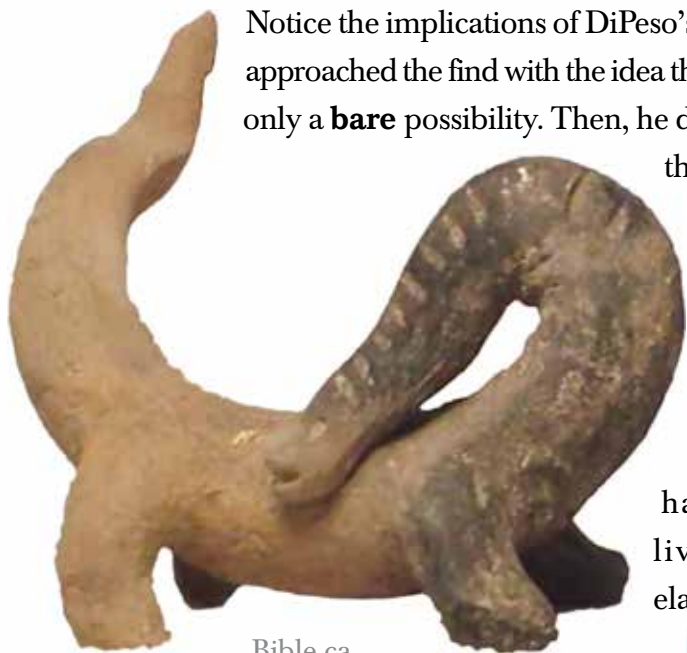 Notice the implications of DiPeso's
approached the find with the idea th
only a bare possibility. Then, he d
th
ha
liv
ela
Bible.ca